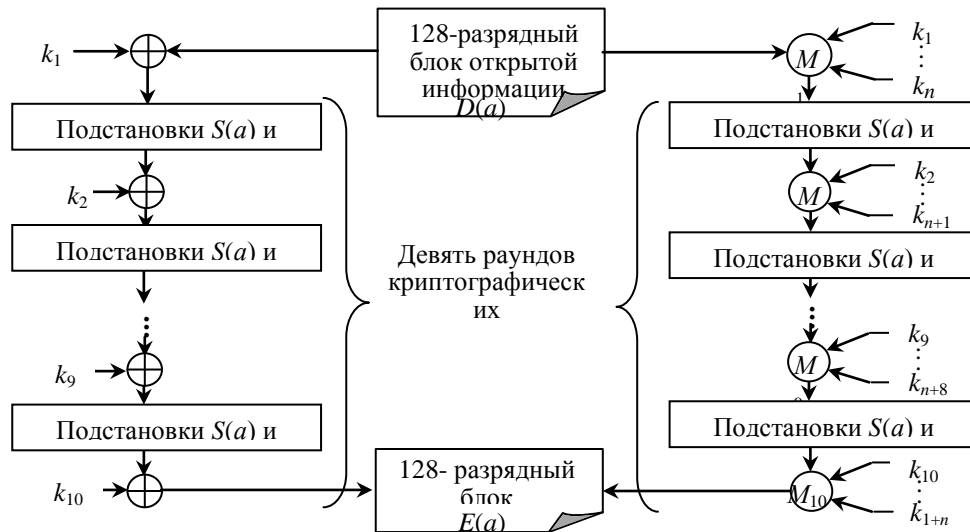 128-разрядный
блок открытой
информации
D(a)
k1
k1
⋮
kn
M
1
Подстановки S(a) и
Подстановки S(a) и
k2
k2
⋮
kn+1
M
Подстановки S(a) и
Подстановки S(a) и
Девять раундов
криптографическ
их
⋮
⋮
k9
k9
⋮
kn+8
M
Подстановки S(a) и
Подстановки S(a) и
k10
k10
⋮
k1+n
M10
128- разрядный
блок
E(a)